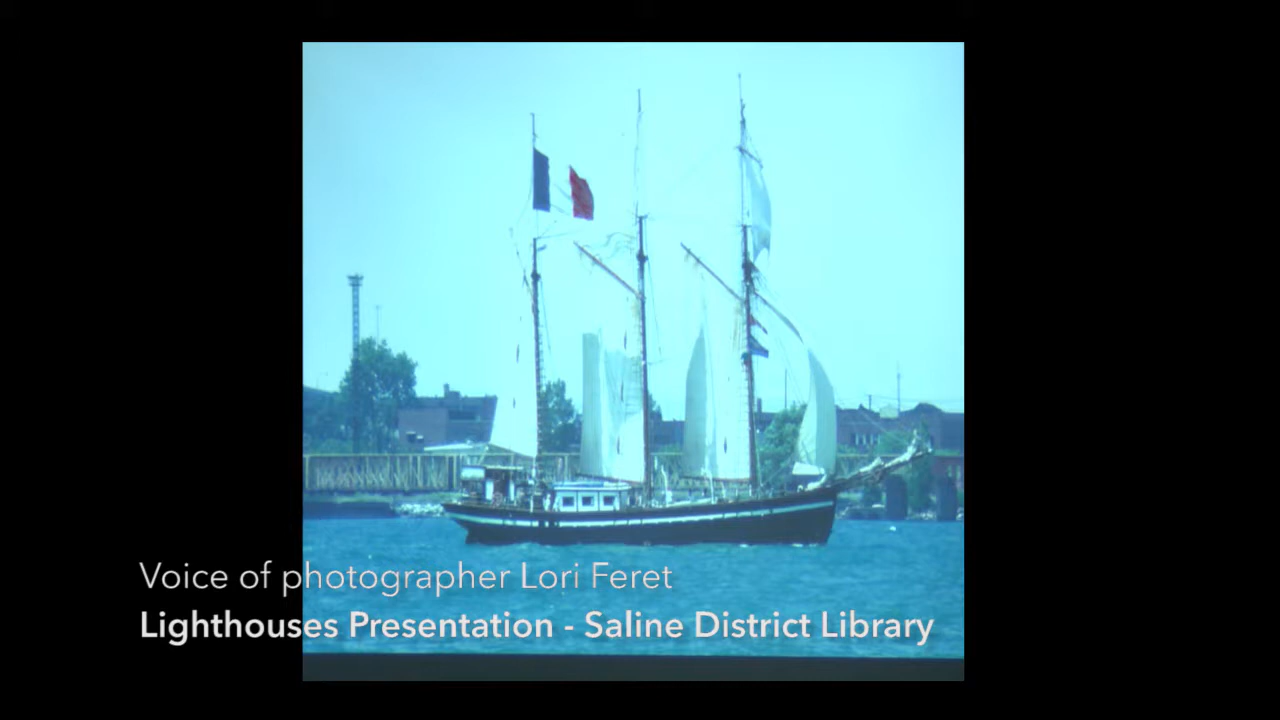 Voice of photographer Lori Feret
Lighthouses Presentation - Saline District Library